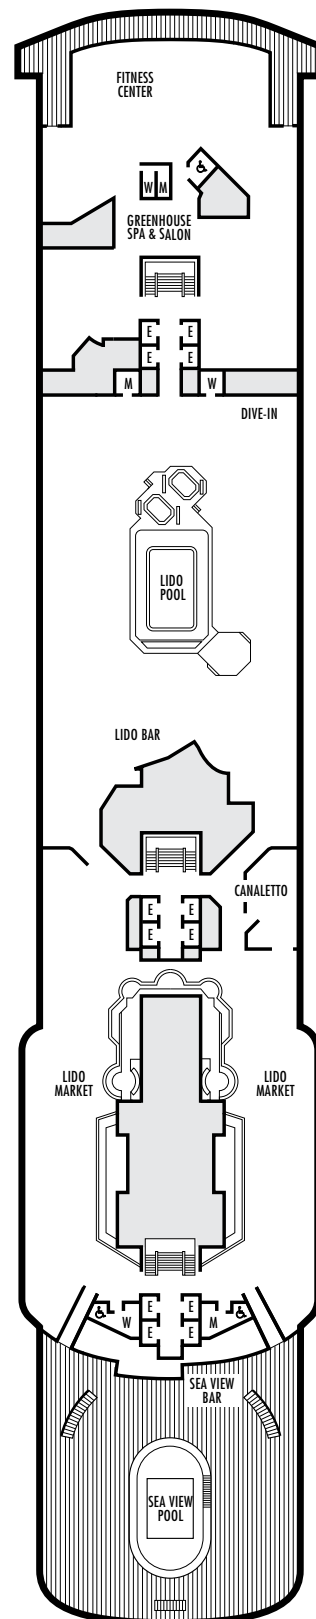 FITNESS
CENTER
W M
GREENHOUSE
SPA & SALON
E E
E E
M W
DIVE-IN
LIDO
POOL
LIDO BAR
CANALETTO
E E
E E
LIDO
MARKET
LIDO
MARKET
E E
W M
E E
SEA VIEW
BAR
SEA VIEW
POOL